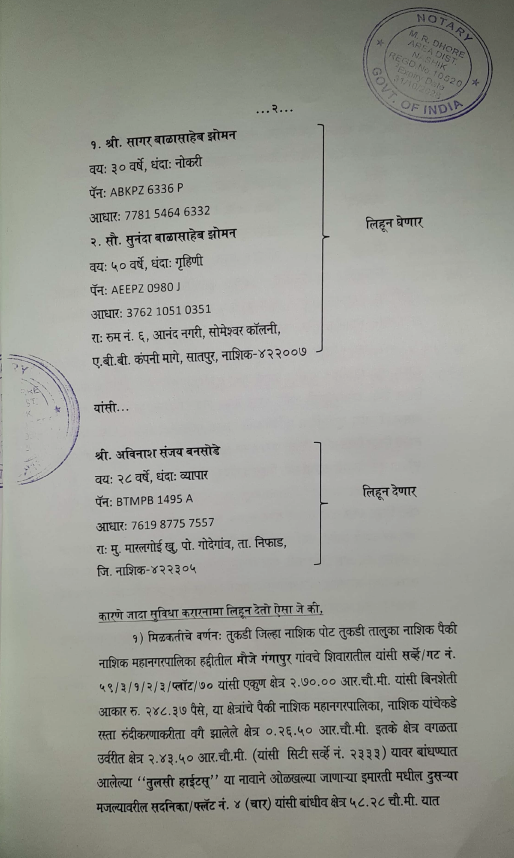 NOTARY
M. R. DHORE
AREA DIST.
NASHIK
GOVT. OF INDIA
...२...
१. श्री. सागर बाळासाहेब झोमन
वय: ३० वर्षे, धंदा: नोकरी
पॅन: ABKPZ 6336 P
आधार: 7781 5464 6332
लिहून घेणार
२. सौ. सुनंदा बाळासाहेब झोमन
वय: ५० वर्षे, धंदा: गृहिणी
पॅन: AEEPZ 0980 J
आधार: 3762 1051 0351
रा: रुम नं. ६, आनंद नगरी, सोमेश्वर कॉलनी,
ए.बी.बी. कंपनी मागे, सातपुर, नाशिक-४२२००७
यांसी...
श्री. अविनाश संजय बनसोडे
वय: २८ वर्षे, धंदा: व्यापार
पॅन: BTMPB 1495 A
लिहून देणार
आधार: 7619 8775 7557
रा: मु. मारलगोई खु, पो. गोदेगांव, ता. निफाड,
जि. नाशिक-४२२३०५
कारणे जादा सुविधा करारनामा लिहून देतो ऐसा जे की,
१) मिळकतीचे वर्णन: तुकडी जिल्हा नाशिक पोट तुकडी तालुका नाशिक पैकी
नाशिक महानगरपालिका हद्दीतील मौजे गंगापुर गांवचे शिवारातील यांसी सर्व्हे/गट नं.
५९/३/१/२/३/प्लॉट/७० यांसी एकुण क्षेत्र २.७०.०० आर.चौ.मी. यांसी बिनशेती
आकार रु. २४८.३७ पैसे, या क्षेत्रांचे पैकी नाशिक महानगरपालिका, नाशिक यांचेकडे
रस्ता रुंदीकरणाकरीता वर्ग झालेले क्षेत्र ०.२६.५० आर.चौ.मी. इतके क्षेत्र वगळता
उर्वरीत क्षेत्र २.४३.५० आर.चौ.मी. (यांसी सिटी सर्व्हे नं. २३३३) यावर बांधण्यात
आलेल्या ‘‘तुलसी हाईटस्’’ या नावाने ओळखल्या जाणाऱ्या इमारती मधील दुसऱ्या
मजल्यावरील सदनिका/फ्लॅट नं. ४ (चार) यांसी बांधीव क्षेत्र ५८.२८ चौ.मी. यात